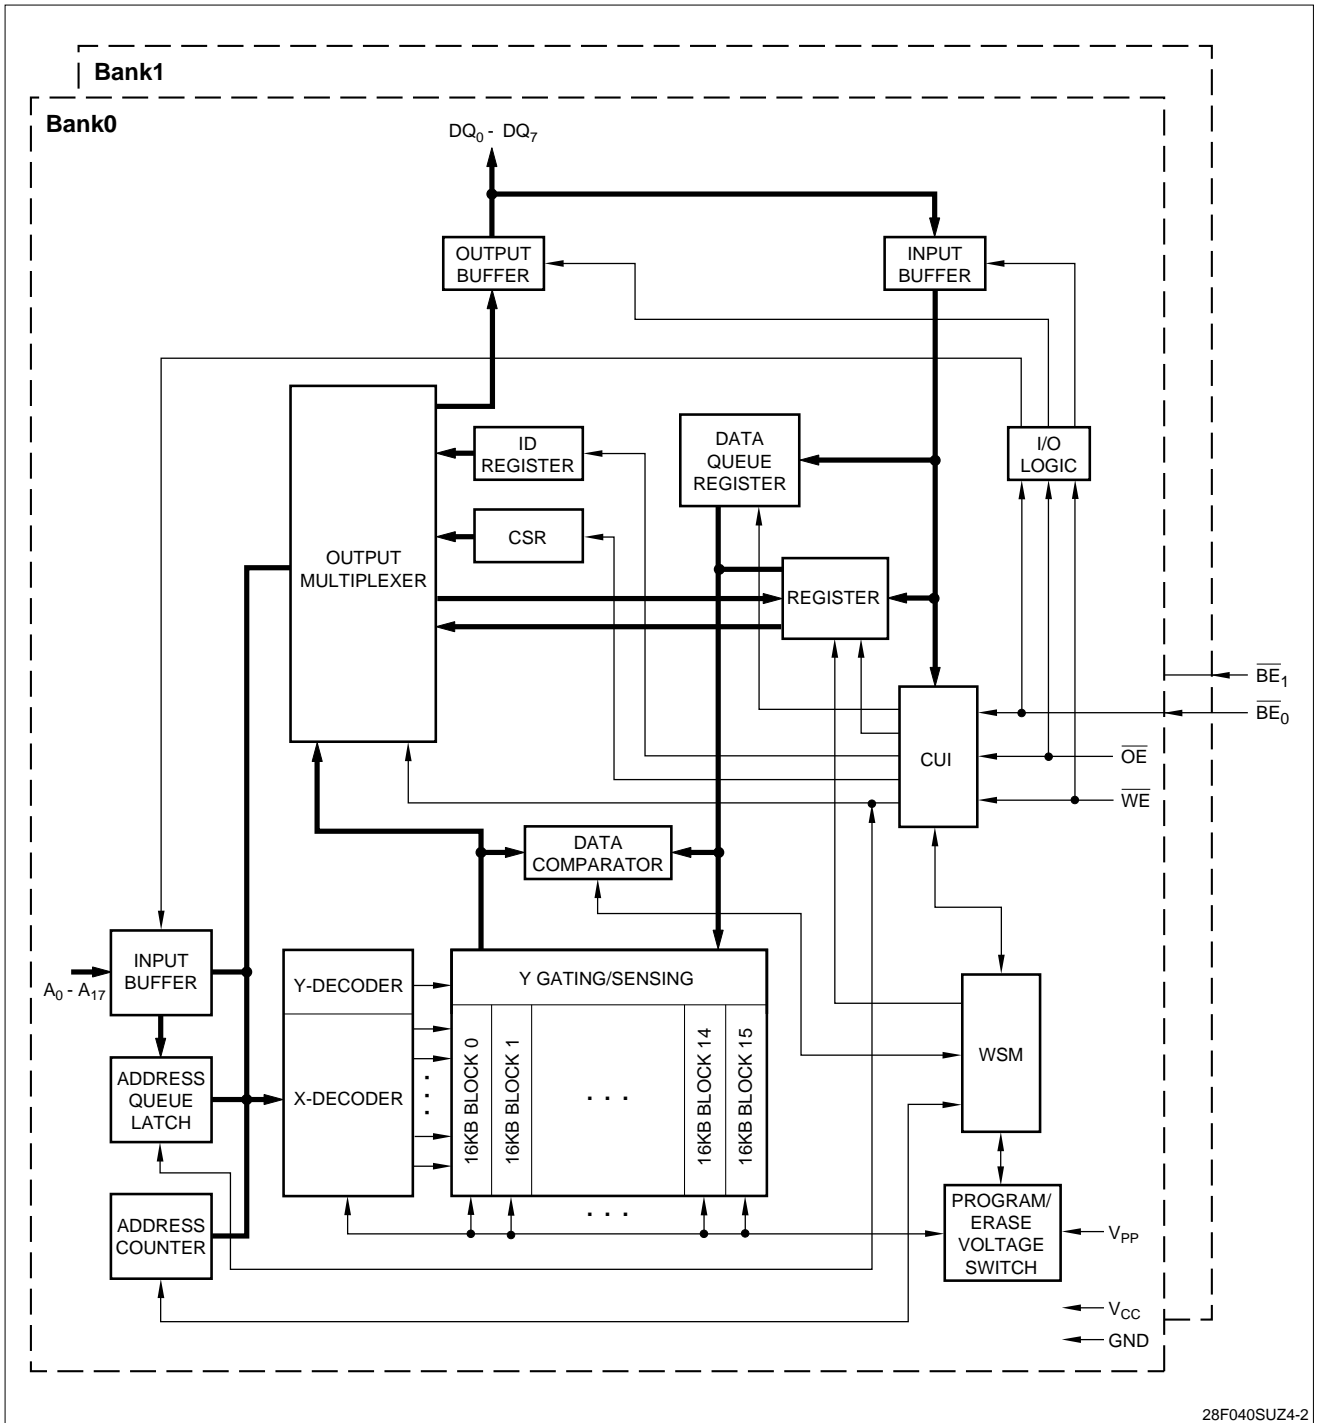 Bank1
Bank0
DQ0 - DQ7
OUTPUT
BUFFER
INPUT
BUFFER
ID
REGISTER
DATA
QUEUE
REGISTER
I/O
LOGIC
CSR
OUTPUT
MULTIPLEXER
REGISTER
BE1
BE0
CUI
OE
WE
DATA
COMPARATOR
INPUT
BUFFER
A0 - A17
Y-DECODER
Y GATING/SENSING
X-DECODER
16KB BLOCK 0
16KB BLOCK 1
. . .
16KB BLOCK 14
16KB BLOCK 15
WSM
ADDRESS
QUEUE
LATCH
ADDRESS
COUNTER
. . .
PROGRAM/
ERASE
VOLTAGE
SWITCH
VPP
VCC
GND
28F040SUZ4-2